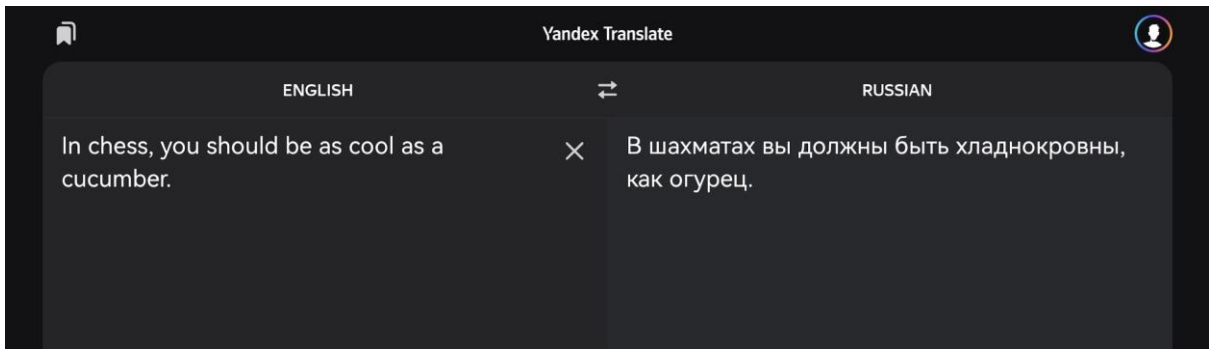 Yandex Translate
ENGLISH
RUSSIAN
In chess, you should be as cool as a
cucumber.
В шахматах вы должны быть хладнокровны,
как огурец.